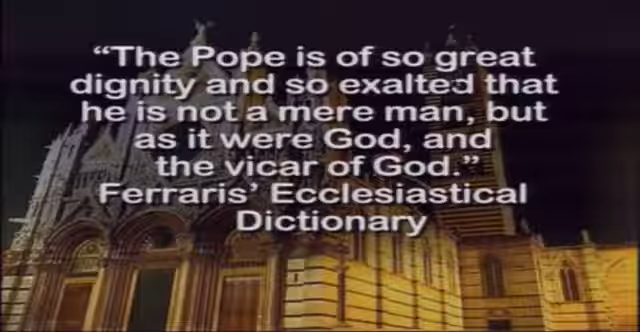 “The Pope is of so great
dignity and so exalted that
he is not a mere man, but
as it were God, and
the vicar of God.”
Ferraris’ Ecclesiastical
Dictionary